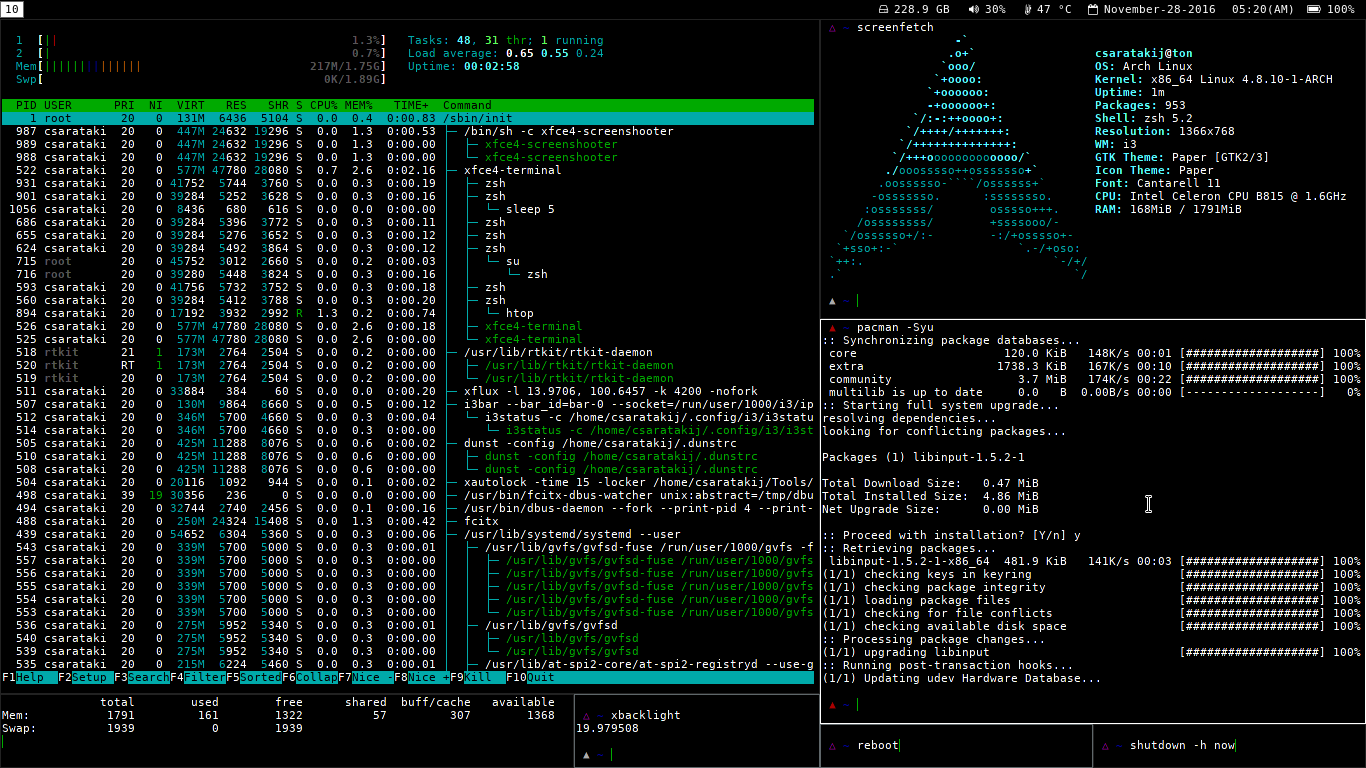 10
228.9 GB 30% 47 °C November-28-2016 05:20(AM) 100%
1 [|| 1.3%]
2 [| 0.7%]
Mem[|||||||||||||||||| 217M/1.75G]
Swp[ 0K/1.89G]
Tasks: 48, 31 thr; 1 running
Load average: 0.65 0.55 0.24
Uptime: 00:02:58
PID USER PRI NI VIRT RES SHR S CPU% MEM% TIME+ Command
1 root 20 0 131M 6436 5104 S 0.0 0.4 0:00.28 /sbin/init
987 csarataki 20 0 447M 24632 19296 S 0.0 1.3 0:00.53 ├─ /bin/sh -c xfce4-screenshooter
989 csarataki 20 0 447M 24632 19296 S 0.0 1.3 0:00.00 │ ├─ xfce4-screenshooter
988 csarataki 20 0 447M 24632 19296 S 0.0 1.3 0:00.00 │ └─ xfce4-screenshooter
522 csarataki 20 0 577M 47780 28080 S 0.7 2.6 0:02.16 ├─ xfce4-terminal
931 csarataki 20 0 41752 5744 3760 S 0.0 0.3 0:00.19 │ ├─ zsh
901 csarataki 20 0 39284 5252 3628 S 0.0 0.3 0:00.16 │ ├─ zsh
1056 csarataki 20 0 8436 680 616 S 0.0 0.0 0:00.00 │ │ └─ sleep 5
686 csarataki 20 0 39284 5396 3772 S 0.0 0.3 0:00.11 │ ├─ zsh
655 csarataki 20 0 39284 5276 3652 S 0.0 0.3 0:00.12 │ ├─ zsh
624 csarataki 20 0 39284 5492 3864 S 0.0 0.3 0:00.12 │ ├─ zsh
715 root 20 0 45752 3012 2660 S 0.0 0.2 0:00.03 │ │ └─ su
716 root 20 0 39280 5448 3824 S 0.0 0.3 0:00.16 │ │ └─ zsh
593 csarataki 20 0 41756 5732 3752 S 0.0 0.3 0:00.18 │ ├─ zsh
560 csarataki 20 0 39284 5412 3788 S 0.0 0.3 0:00.20 │ ├─ zsh
894 csarataki 20 0 17192 3932 2992 R 1.3 0.2 0:00.74 │ │ └─ htop
526 csarataki 20 0 577M 47780 28080 S 0.0 2.6 0:00.18 │ ├─ xfce4-terminal
525 csarataki 20 0 577M 47780 28080 S 0.0 2.6 0:00.00 │ └─ xfce4-terminal
518 rtkit 21 1 173M 2764 2504 S 0.0 0.2 0:00.00 ├─ /usr/lib/rtkit/rtkit-daemon
520 rtkit RT 1 173M 2764 2504 S 0.0 0.2 0:00.00 │ ├─ /usr/lib/rtkit/rtkit-daemon
519 rtkit 20 0 173M 2764 2504 S 0.0 0.2 0:00.00 │ └─ /usr/lib/rtkit/rtkit-daemon
511 csarataki 20 0 33884 384 60 S 0.0 0.0 0:00.20 ├─ xflux -l 13.9706, 100.6457 -k 4200 -nofork
507 csarataki 20 0 130M 9864 8660 S 0.0 0.5 0:00.12 ├─ i3bar --bar_id=bar-0 --socket=/run/user/1000/i3/ip
512 csarataki 20 0 346M 5700 4660 S 0.0 0.3 0:00.04 │ └─ i3status -c /home/csaratakij/.config/i3/i3statu
514 csarataki 20 0 346M 5700 4660 S 0.0 0.3 0:00.00 │ └─ i3status -c /home/csaratakij/.config/i3/i3st
505 csarataki 20 0 425M 11288 8076 S 0.0 0.6 0:00.02 ├─ dunst -config /home/csaratakij/.dunstrc
510 csarataki 20 0 425M 11288 8076 S 0.0 0.6 0:00.00 │ ├─ dunst -config /home/csaratakij/.dunstrc
508 csarataki 20 0 425M 11288 8076 S 0.0 0.6 0:00.00 │ └─ dunst -config /home/csaratakij/.dunstrc
504 csarataki 20 0 20116 1092 944 S 0.0 0.1 0:00.02 ├─ xautolock -time 15 -locker /home/csaratakij/Tools/
498 csarataki 39 19 30356 236 0 S 0.0 0.0 0:00.00 ├─ /usr/bin/fcitx-dbus-watcher unix:abstract=/tmp/dbu
494 csarataki 20 0 32744 2740 2456 S 0.0 0.1 0:00.16 ├─ /usr/bin/dbus-daemon --fork --print-pid 4 --print-
488 csarataki 20 0 250M 24324 15408 S 0.0 1.3 0:00.42 ├─ fcitx
439 csarataki 20 0 54652 6304 5360 S 0.0 0.3 0:00.06 ├─ /usr/lib/systemd/systemd --user
543 csarataki 20 0 339M 5700 5000 S 0.0 0.3 0:00.01 │ ├─ /usr/lib/gvfs/gvfsd-fuse /run/user/1000/gvfs -f
557 csarataki 20 0 339M 5700 5000 S 0.0 0.3 0:00.00 │ │ ├─ /usr/lib/gvfs/gvfsd-fuse /run/user/1000/gvfs
556 csarataki 20 0 339M 5700 5000 S 0.0 0.3 0:00.00 │ │ ├─ /usr/lib/gvfs/gvfsd-fuse /run/user/1000/gvfs
555 csarataki 20 0 339M 5700 5000 S 0.0 0.3 0:00.00 │ │ ├─ /usr/lib/gvfs/gvfsd-fuse /run/user/1000/gvfs
554 csarataki 20 0 339M 5700 5000 S 0.0 0.3 0:00.00 │ │ ├─ /usr/lib/gvfs/gvfsd-fuse /run/user/1000/gvfs
553 csarataki 20 0 339M 5700 5000 S 0.0 0.3 0:00.00 │ │ └─ /usr/lib/gvfs/gvfsd-fuse /run/user/1000/gvfs
536 csarataki 20 0 275M 5952 5340 S 0.0 0.3 0:00.01 │ ├─ /usr/lib/gvfs/gvfsd
540 csarataki 20 0 275M 5952 5340 S 0.0 0.3 0:00.00 │ │ ├─ /usr/lib/gvfs/gvfsd
539 csarataki 20 0 275M 5952 5340 S 0.0 0.3 0:00.00 │ │ └─ /usr/lib/gvfs/gvfsd
535 csarataki 20 0 215M 6224 5460 S 0.0 0.3 0:00.01 │ ├─ /usr/lib/at-spi2-core/at-spi2-registryd --use-g
F1Help F2Setup F3SearchF4FilterF5SortedF6CollapF7Nice -F8Nice +F9Kill F10Quit
total used free shared buff/cache available
Mem: 1791 161 1322 57 307 1368
Swap: 1939 0 1939
△ ~ xbacklight
19.979508
▲ ~
△ ~ screenfetch
-`
.o+`
`ooo/
`+oooo:
`+oooooo:
-+oooooo+:
`/:-:++oooo+:
`/++++/+++++++:
`/++++++++++++++:
`/+++ooooooooooooo/`
./ooosssso++osssssso+`
.oossssso-````/ossssss+`
-osssssso. :ssssssso.
:osssssss/ osssso+++.
/ossssssss/ +ssssooo/-
`/ossssso+/:- -:/+osssso+-
`+sso+:-` `.-/+oso:
`++:. `-/+/
.` `/
csaratakij@ton
OS: Arch Linux
Kernel: x86_64 Linux 4.8.10-1-ARCH
Uptime: 1m
Packages: 953
Shell: zsh 5.2
Resolution: 1366x768
WM: i3
GTK Theme: Paper [GTK2/3]
Icon Theme: Paper
Font: Cantarell 11
CPU: Intel Celeron CPU B815 @ 1.6GHz
RAM: 168MiB / 1791MiB
▲ ~
▲ ~ pacman -Syu
:: Synchronizing package databases...
core 120.0 KiB 148K/s 00:01 [####################] 100%
extra 1738.3 KiB 167K/s 00:10 [####################] 100%
community 3.7 MiB 174K/s 00:22 [####################] 100%
multilib is up to date 0.0 B 0.00B/s 00:00 [--------------------] 0%
:: Starting full system upgrade...
resolving dependencies...
looking for conflicting packages...
Packages (1) libinput-1.5.2-1
Total Download Size: 0.47 MiB
Total Installed Size: 4.86 MiB
Net Upgrade Size: 0.00 MiB
:: Proceed with installation? [Y/n] y
:: Retrieving packages...
libinput-1.5.2-1-x86_64 481.9 KiB 141K/s 00:03 [####################] 100%
(1/1) checking keys in keyring [####################] 100%
(1/1) checking package integrity [####################] 100%
(1/1) loading package files [####################] 100%
(1/1) checking for file conflicts [####################] 100%
(1/1) checking available disk space [####################] 100%
:: Processing package changes...
(1/1) upgrading libinput [####################] 100%
:: Running post-transaction hooks...
(1/1) Updating udev Hardware Database...
▲ ~
△ ~ reboot
△ ~ shutdown -h now